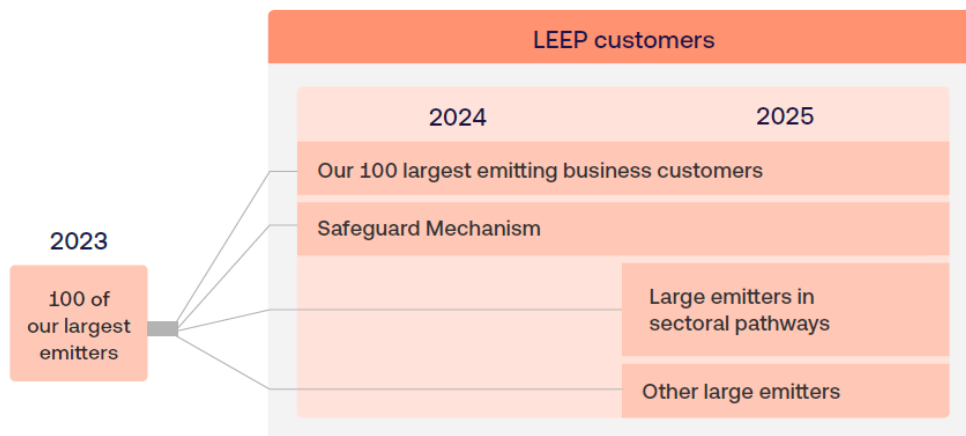 LEEP customers
2024
2025
Our 100 largest emitting business customers
Safeguard Mechanism
2023
100 of
our largest
emitters
Large emitters in
sectoral pathways
Other large emitters